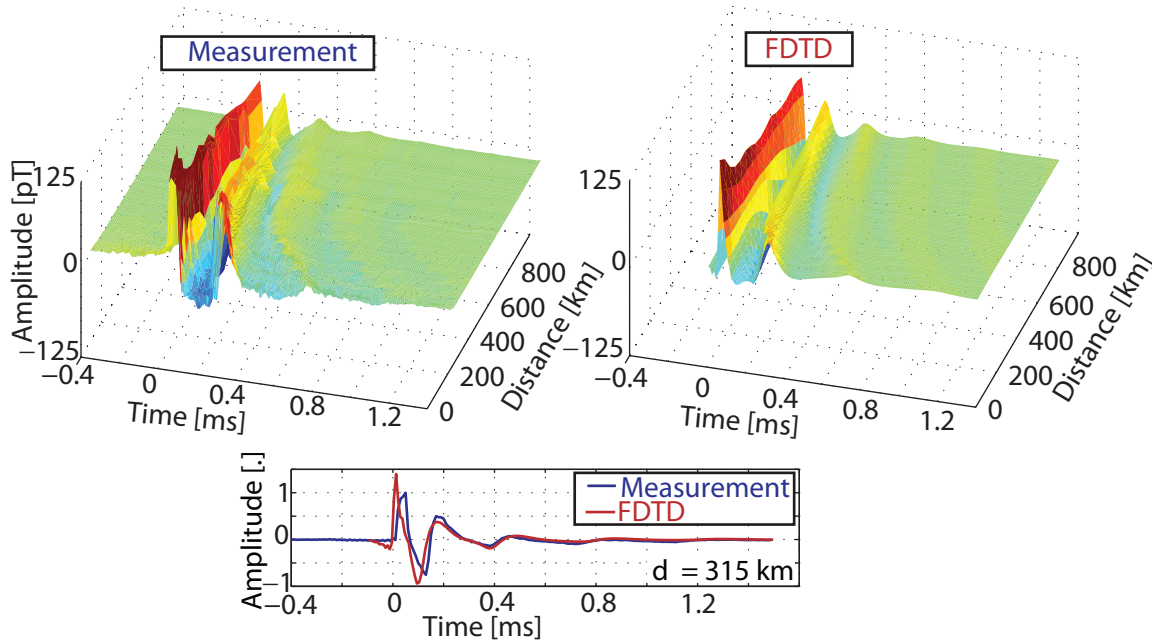 Measurement
Amplitude [pT]
125
0
−125
−0.4
0
0.4
0.8
1.2
Time [ms]
0
200
400
600
800
Distance [km]
FDTD
125
0
−125
−0.4
0
0.4
0.8
1.2
Time [ms]
0
200
400
600
800
Distance [km]
Amplitude [.]
1
0
−1
Measurement
FDTD
d = 315 km
−0.4
0
0.4
0.8
1.2
Time [ms]